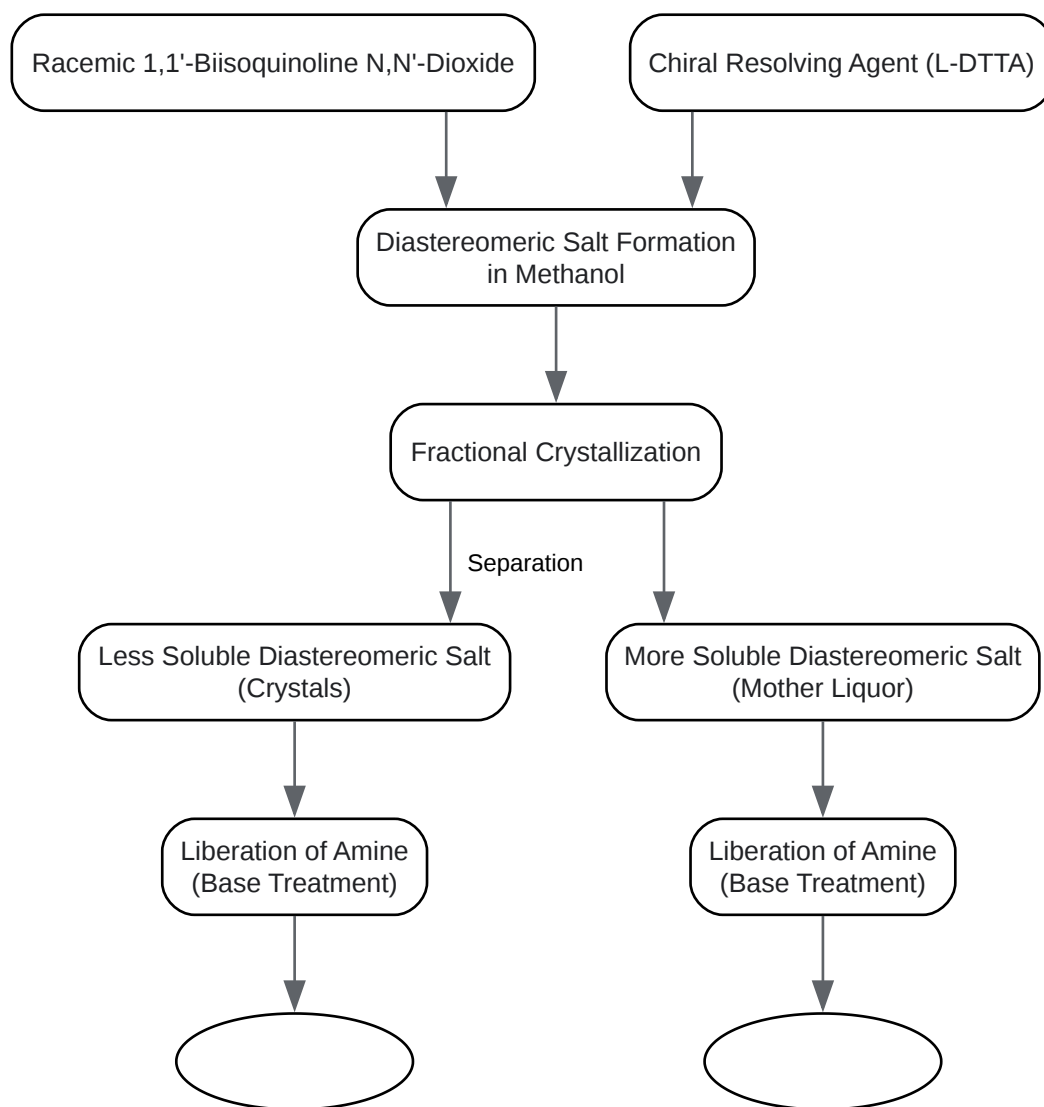 Racemic 1,1'-Biisoquinoline N,N'-Dioxide
Chiral Resolving Agent (L-DTTA)
Diastereomeric Salt Formation
in Methanol
Fractional Crystallization
Separation
Less Soluble Diastereomeric Salt
(Crystals)
More Soluble Diastereomeric Salt
(Mother Liquor)
Liberation of Amine
(Base Treatment)
Liberation of Amine
(Base Treatment)